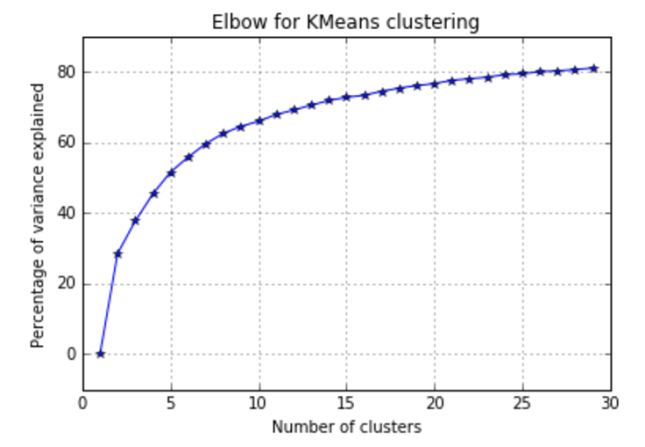 Elbow for KMeans clustering
Percentage of variance explained
80
60
40
20
0
0 5 10 15 20 25 30
Number of clusters